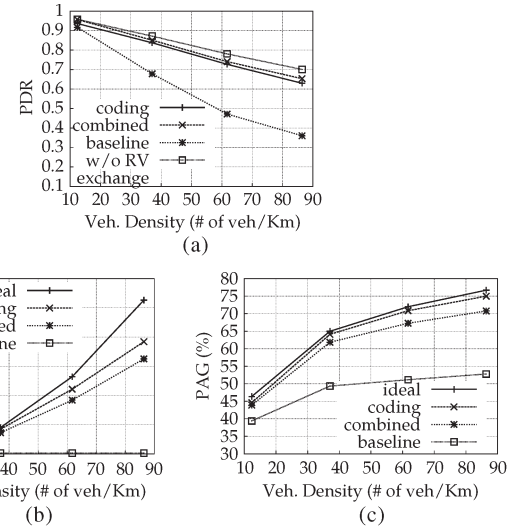 1
0.9
0.8
0.7
0.6
0.5
0.4
0.3
0.2
0.1
PDR
coding
combined
baseline
w/o RV
exchange
10 20 30 40 50 60 70 80 90
Veh. Density (# of veh/Km)
(a)
40 50 60 70 80 90
(# of veh/Km)
(b)
80
75
70
65
60
55
50
45
40
35
30
PAG (%)
ideal
coding
combined
baseline
10 20 30 40 50 60 70 80 90
Veh. Density (# of veh/Km)
(c)